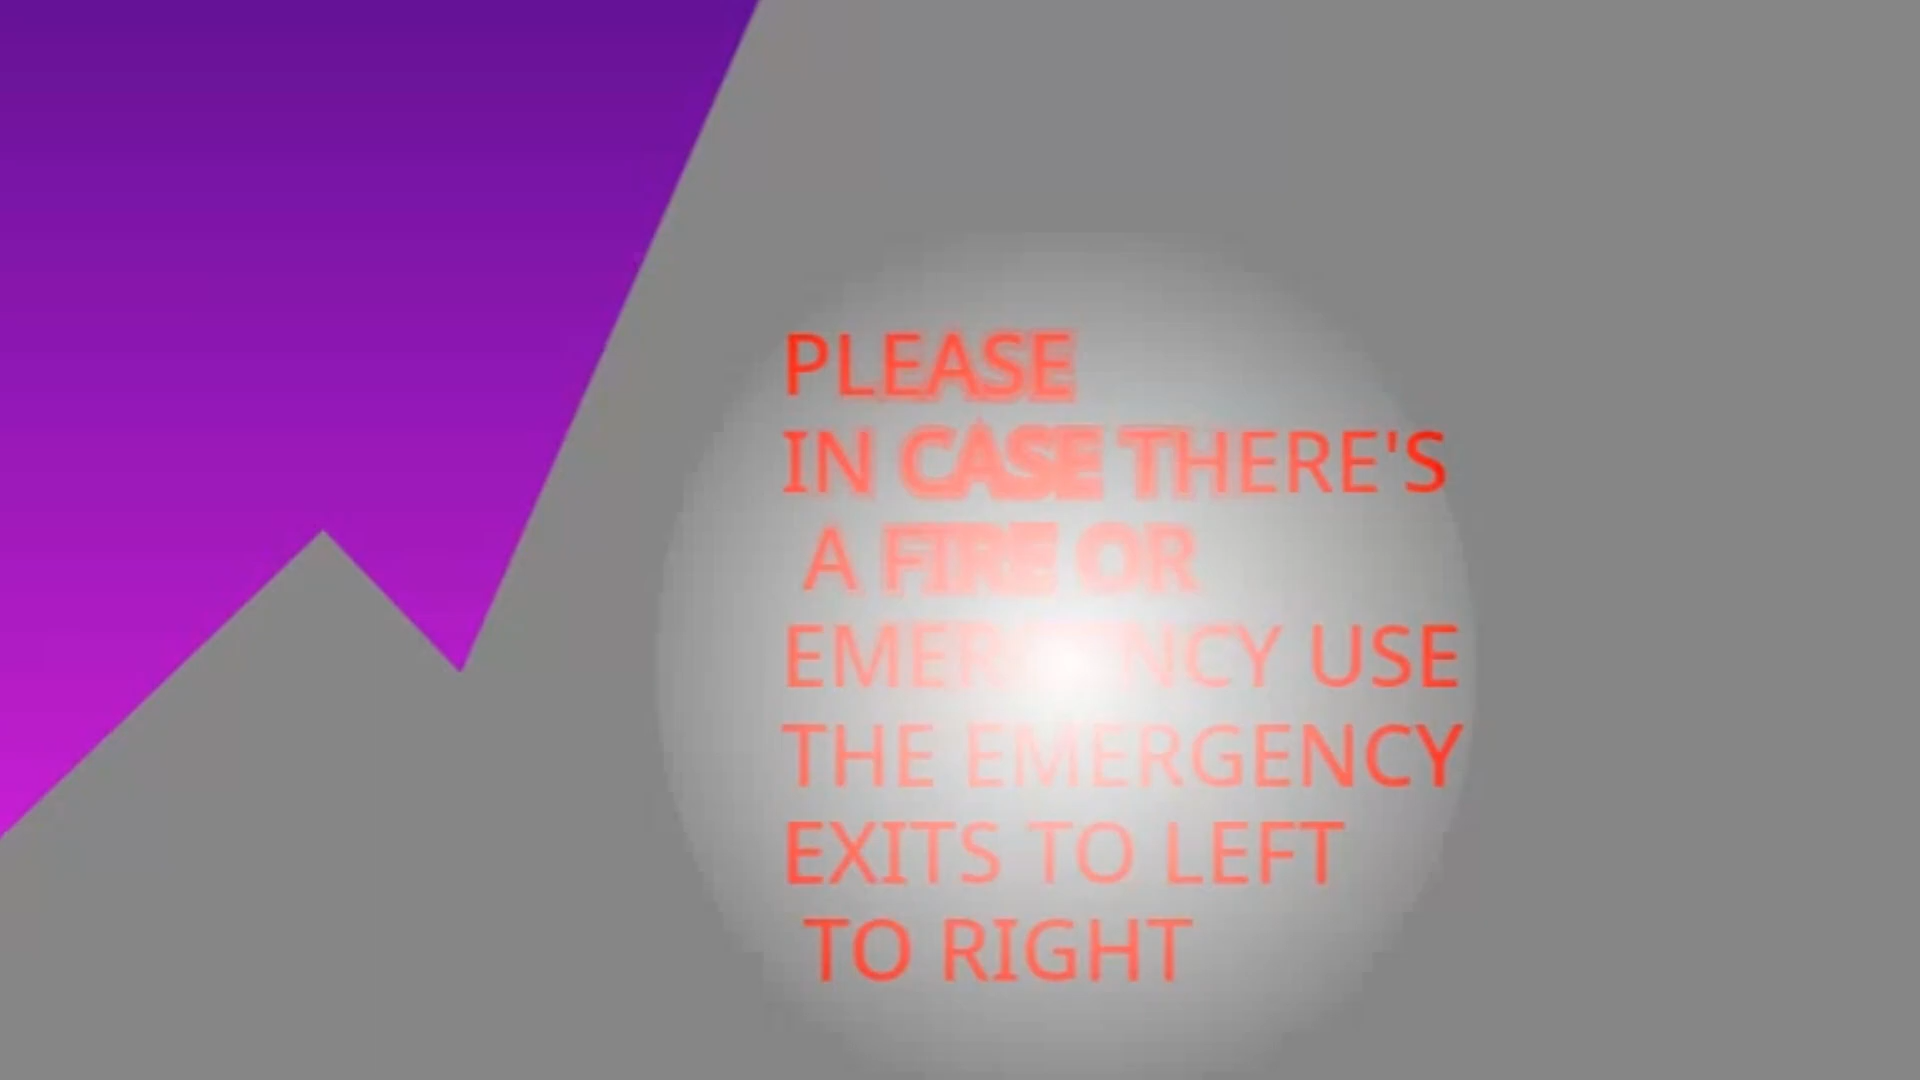 PLEASE
IN CASE THERE'S
A FIRE OR
EMERGENCY USE
THE EMERGENCY
EXITS TO LEFT
TO RIGHT